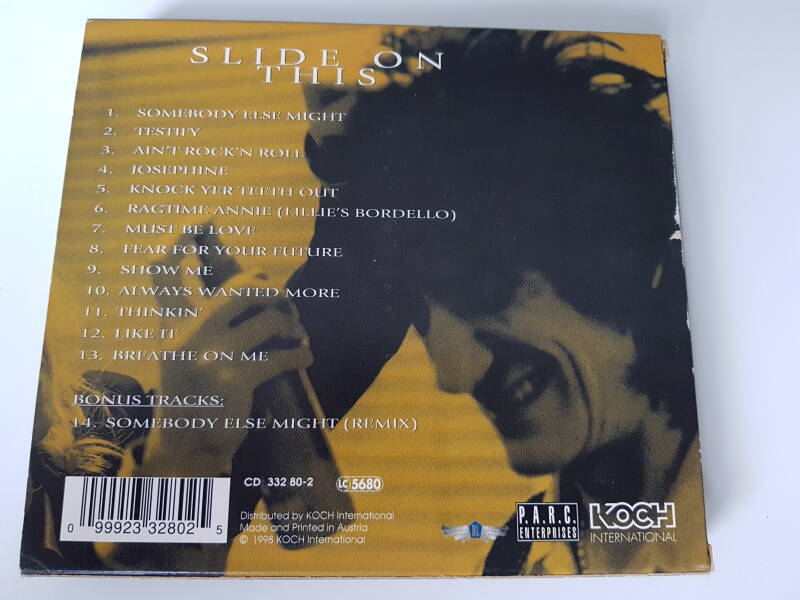 SLIDE ON
THIS
1. SOMEBODY ELSE MIGHT
2. TESTIFY
3. AIN'T ROCK'N ROLL
4. JOSEPHINE
5. KNOCK YER TEETH OUT
6. RAGTIME ANNIE (LILLIE'S BORDELLO)
7. MUST BE LOVE
8. FEAR FOR YOUR FUTURE
9. SHOW ME
10. ALWAYS WANTED MORE
11. THINKIN'
12. LIKE IT
13. BREATHE ON ME
BONUS TRACKS:
14. SOMEBODY ELSE MIGHT (REMIX)
CD 332 80-2 LC 5680
0 99923 32802 5
Distributed by KOCH International
Made and Printed in Austria
© 1998 KOCH International
P.A.R.C.
ENTERPRISES
KOCH
INTERNATIONAL